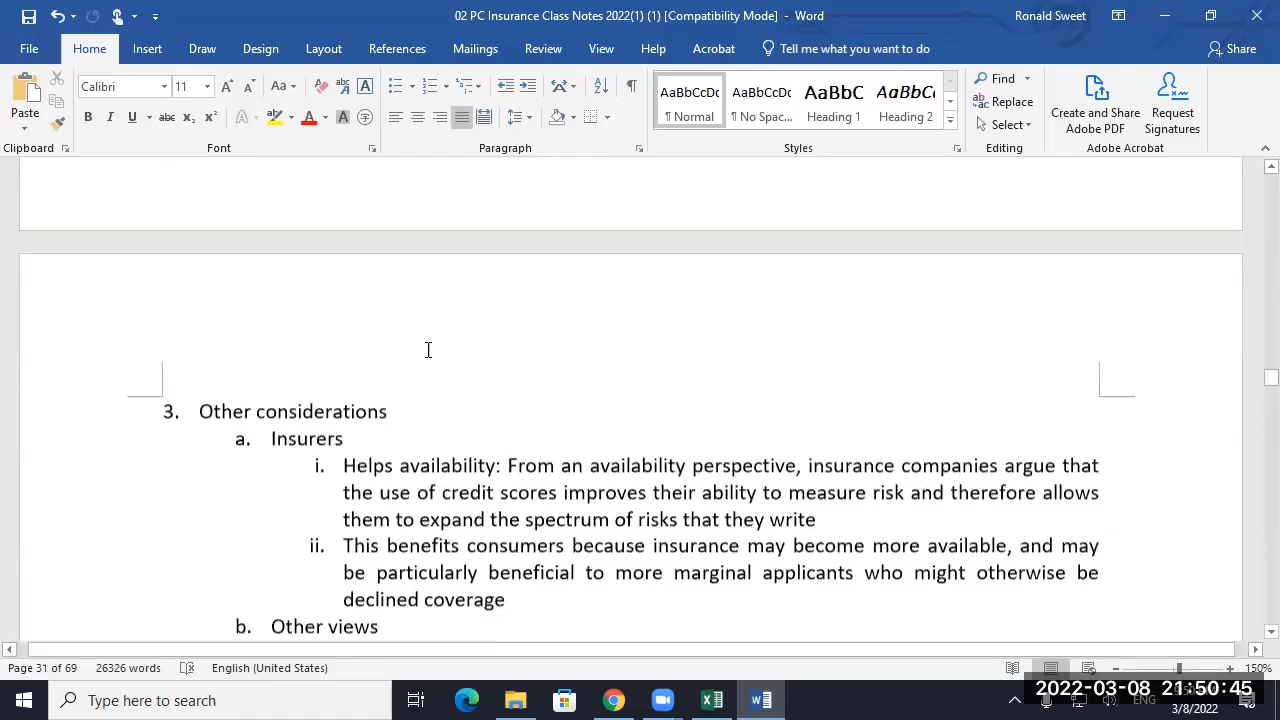 02 PC Insurance Class Notes 2022(1) (1) [Compatibility Mode] - Word
Ronald Sweet
File Home Insert Draw Design Layout References Mailings Review View Help Acrobat Tell me what you want to do Share
Paste
Calibri 11
AaBbCcDc AaBbCcDc AaBbC AaBbC
¶ Normal ¶ No Spac... Heading 1 Heading 2
Find
Replace
Select
Create and Share Adobe PDF
Request Signatures
Clipboard Font Paragraph Styles Editing Adobe Acrobat
3. Other considerations
a. Insurers
i. Helps availability: From an availability perspective, insurance companies argue that
the use of credit scores improves their ability to measure risk and therefore allows
them to expand the spectrum of risks that they write
ii. This benefits consumers because insurance may become more available, and may
be particularly beneficial to more marginal applicants who might otherwise be
declined coverage
b. Other views
Page 31 of 69 26326 words English (United States) 150%
Type here to search
2022-03-08 21:50:45
ENG
3/8/2022